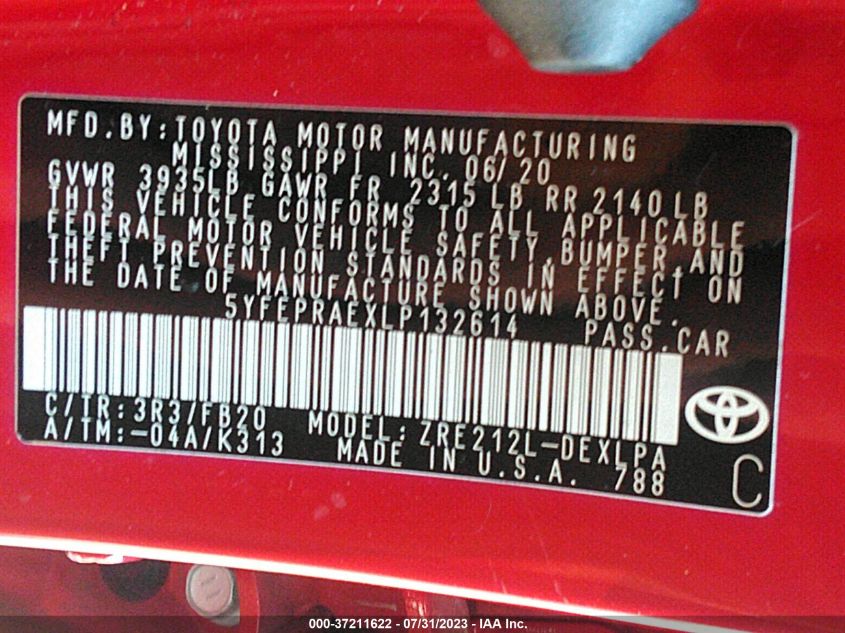 MFD.BY:TOYOTA MOTOR MANUFACTURING
MISSISSIPPI INC. 06/20
GVWR 3935LB GAWR FR 2315 LB RR 2140 LB
THIS VEHICLE CONFORMS TO ALL APPLICABLE
FEDERAL MOTOR VEHICLE SAFETY,BUMPER,AND
THEFT PREVENTION STANDARDS IN EFFECT ON
THE DATE OF MANUFACTURE SHOWN ABOVE.
5YFEPRAEXLP132614 PASS.CAR
C/TR:3R3/FB20 MODEL:ZRE212L-DEXLPA
A/TM:-04A/K313 MADE IN U.S.A. 788
C
000-37211622 - 07/31/2023 - IAA Inc.